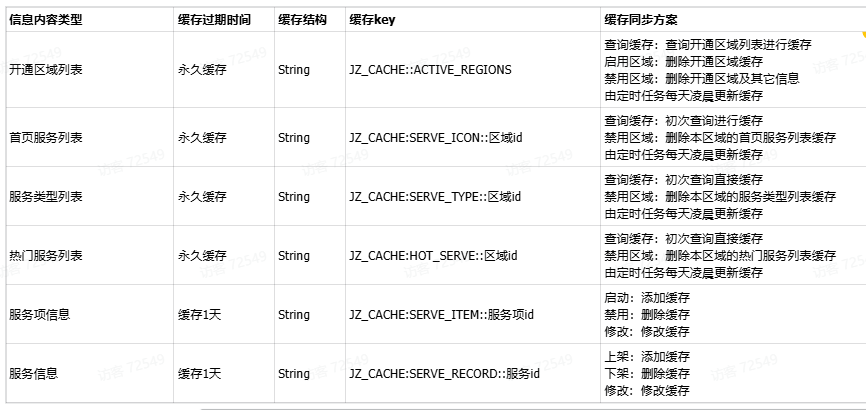 信息内容类型 缓存过期时间 缓存结构 缓存key 缓存同步方案
开通区域列表 永久缓存 String JZ_CACHE::ACTIVE_REGIONS
查询缓存：查询开通区域列表进行缓存
启用区域：删除开通区域缓存
禁用区域：删除开通区域及其它信息
由定时任务每天凌晨更新缓存
首页服务列表 永久缓存 String JZ_CACHE:SERVE_ICON::区域id
查询缓存：初次查询进行缓存
禁用区域：删除本区域的首页服务列表缓存
由定时任务每天凌晨更新缓存
服务类型列表 永久缓存 String JZ_CACHE:SERVE_TYPE::区域id
查询缓存：初次查询直接缓存
禁用区域：删除本区域的服务类型列表缓存
由定时任务每天凌晨更新缓存
热门服务列表 永久缓存 String JZ_CACHE:HOT_SERVE::区域id
查询缓存：初次查询直接缓存
禁用区域：删除本区域的热门服务列表缓存
由定时任务每天凌晨更新缓存
服务项信息 缓存1天 String JZ_CACHE:SERVE_ITEM::服务项id
启动：添加缓存
禁用：删除缓存
修改：修改缓存
服务信息 缓存1天 String JZ_CACHE:SERVE_RECORD::服务id
上架：添加缓存
下架：删除缓存
修改：修改缓存
访客 72549